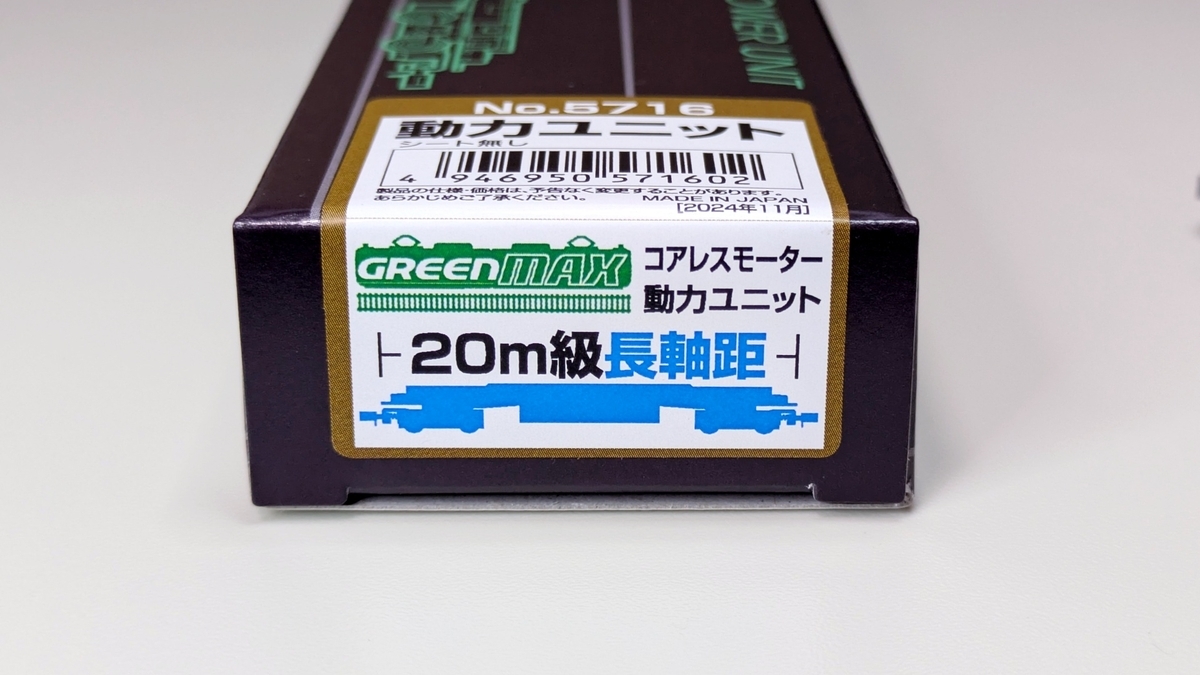 POWER UNIT
No.5716
動力ユニット
シート無し
4 946950 571602
製品の仕様・価格は、予告なく変更することがあります。
あらかじめご了承ください。
MADE IN JAPAN
[2024年11月]
GREENMAX
コアレスモーター
動力ユニット
20m級長軸距